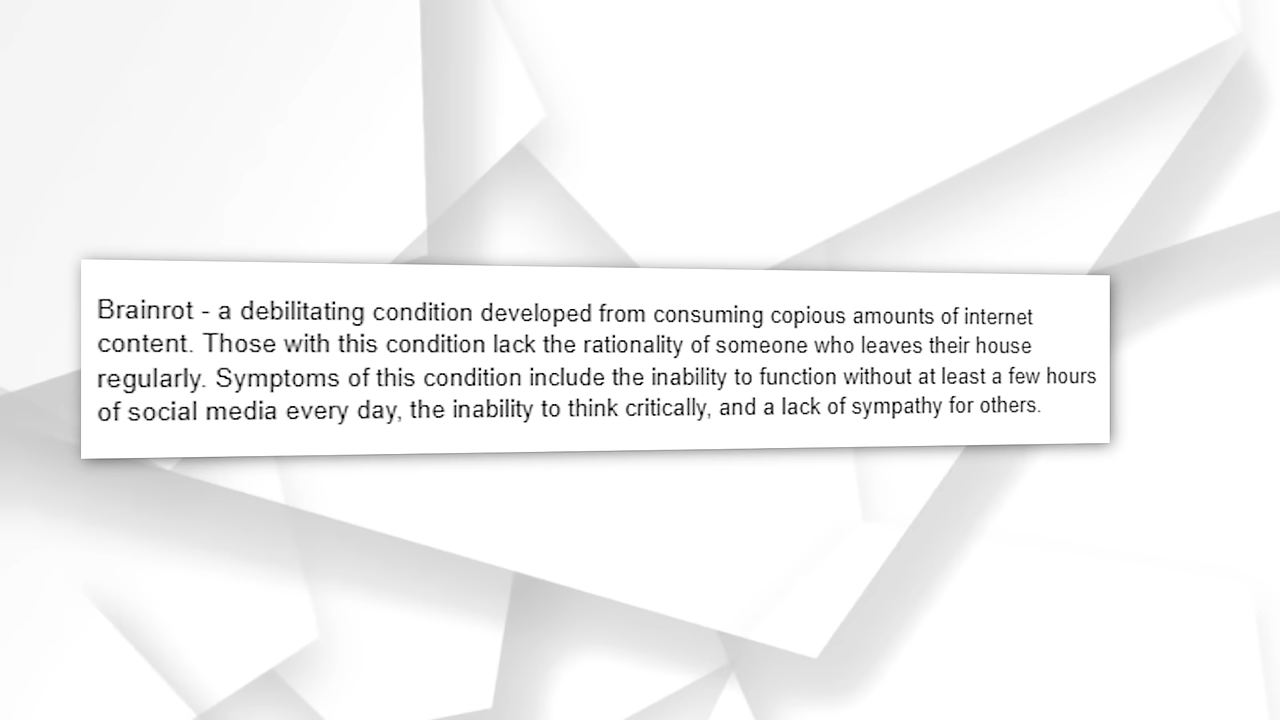 Brainrot - a debilitating condition developed from consuming copious amounts of internet
content. Those with this condition lack the rationality of someone who leaves their house
regularly. Symptoms of this condition include the inability to function without at least a few hours
of social media every day, the inability to think critically, and a lack of sympathy for others.